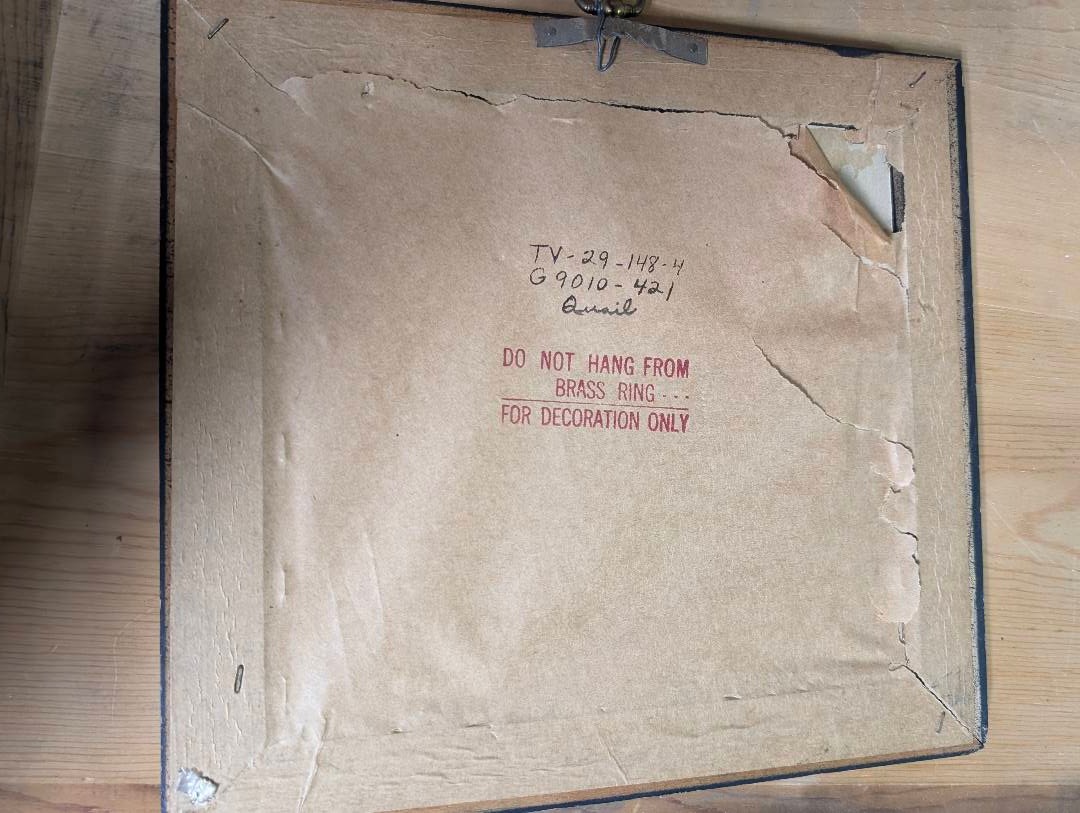 TV-29-148-4
G9010-421
Quail
DO NOT HANG FROM
BRASS RING---
FOR DECORATION ONLY